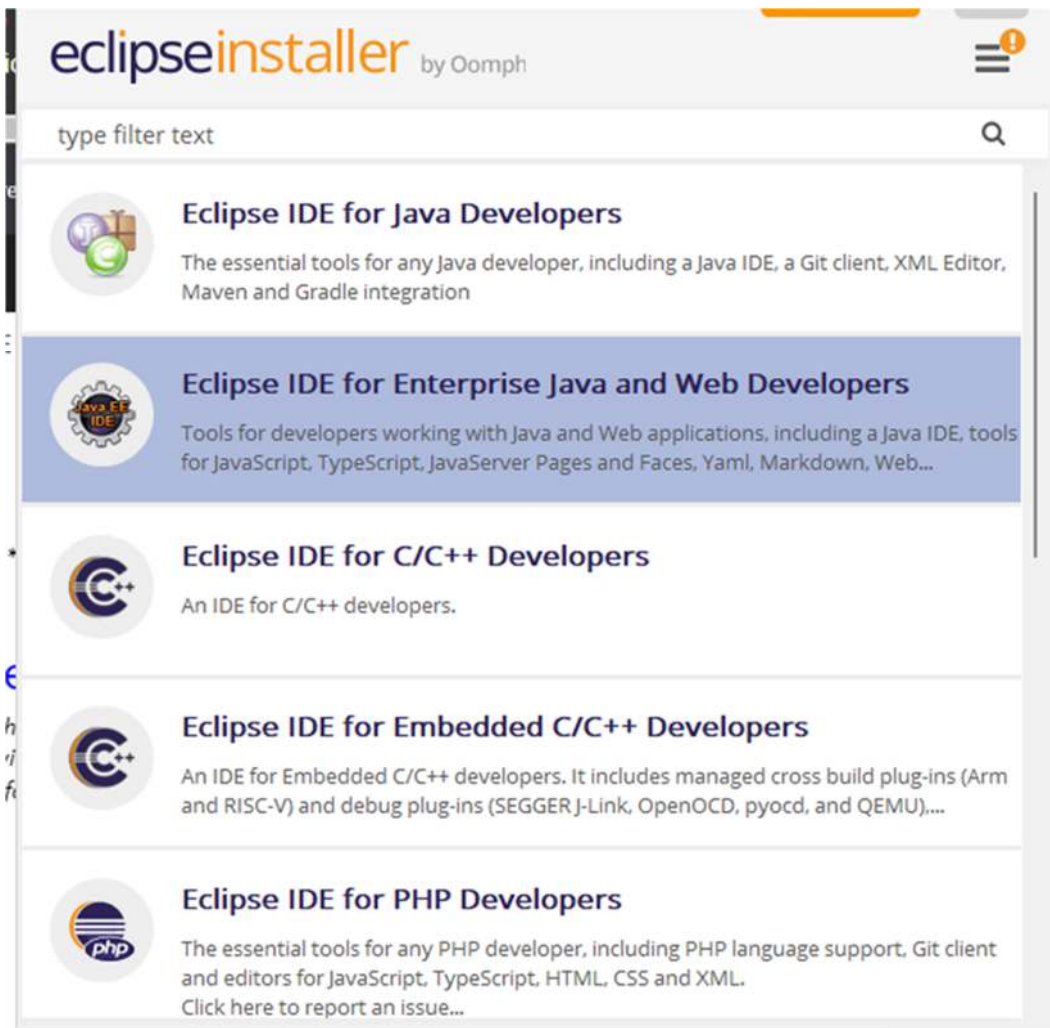 eclipseinstaller by Oomph
!
type filter text
Eclipse IDE for Java Developers
The essential tools for any Java developer, including a Java IDE, a Git client, XML Editor,
Maven and Gradle integration
Java EE
IDE
Eclipse IDE for Enterprise Java and Web Developers
Tools for developers working with Java and Web applications, including a Java IDE, tools
for JavaScript, TypeScript, JavaServer Pages and Faces, Yaml, Markdown, Web...
C++
Eclipse IDE for C/C++ Developers
An IDE for C/C++ developers.
C++
Eclipse IDE for Embedded C/C++ Developers
An IDE for Embedded C/C++ developers. It includes managed cross build plug-ins (Arm
and RISC-V) and debug plug-ins (SEGGER J-Link, OpenOCD, pyocd, and QEMU),...
php
Eclipse IDE for PHP Developers
The essential tools for any PHP developer, including PHP language support, Git client
and editors for JavaScript, TypeScript, HTML, CSS and XML.
Click here to report an issue...